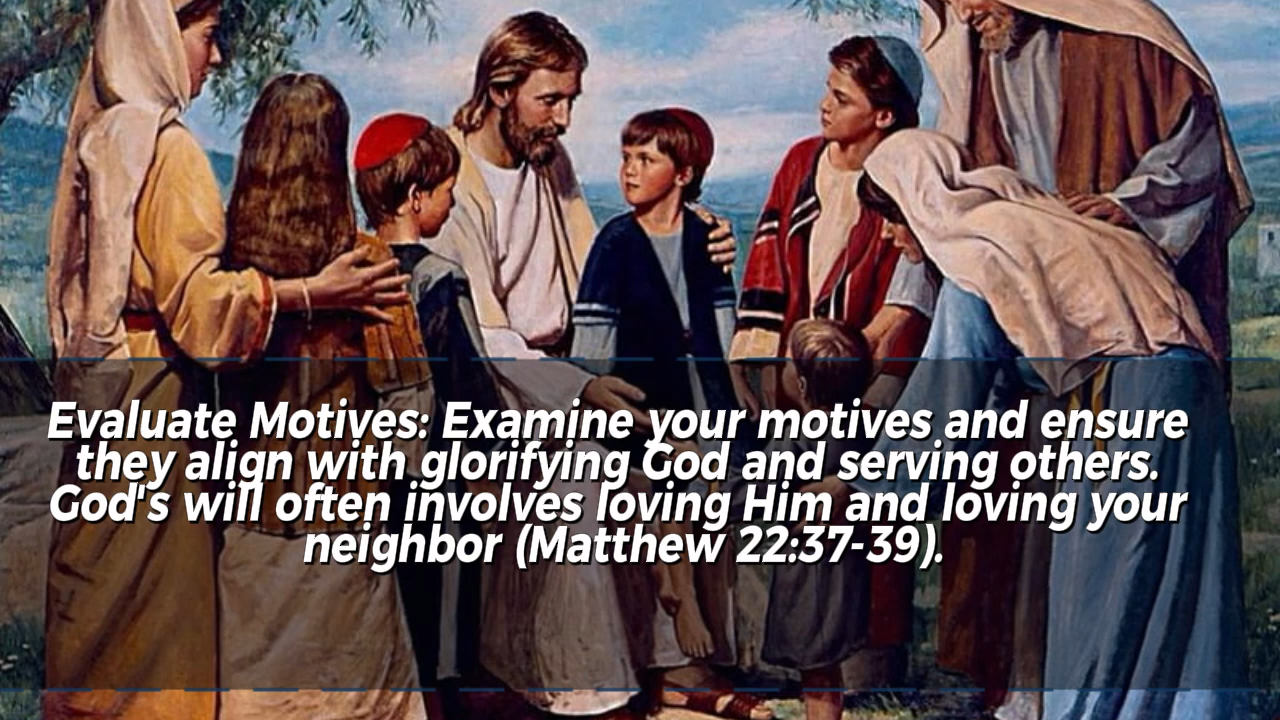 Evaluate Motives: Examine your motives and ensure
they align with glorifying God and serving others.
God's will often involves loving Him and loving your
neighbor (Matthew 22:37-39).